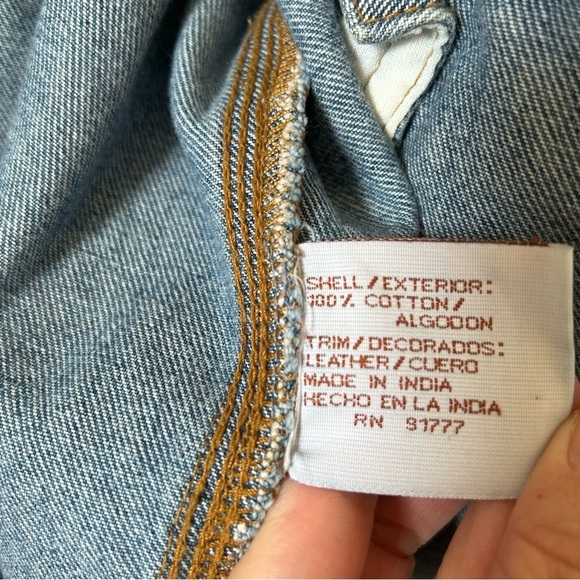 SHELL/EXTERIOR:
100% COTTON/
ALGODON
TRIM/DECORADOS:
LEATHER/CUERO
MADE IN INDIA
HECHO EN LA INDIA
RN 91777